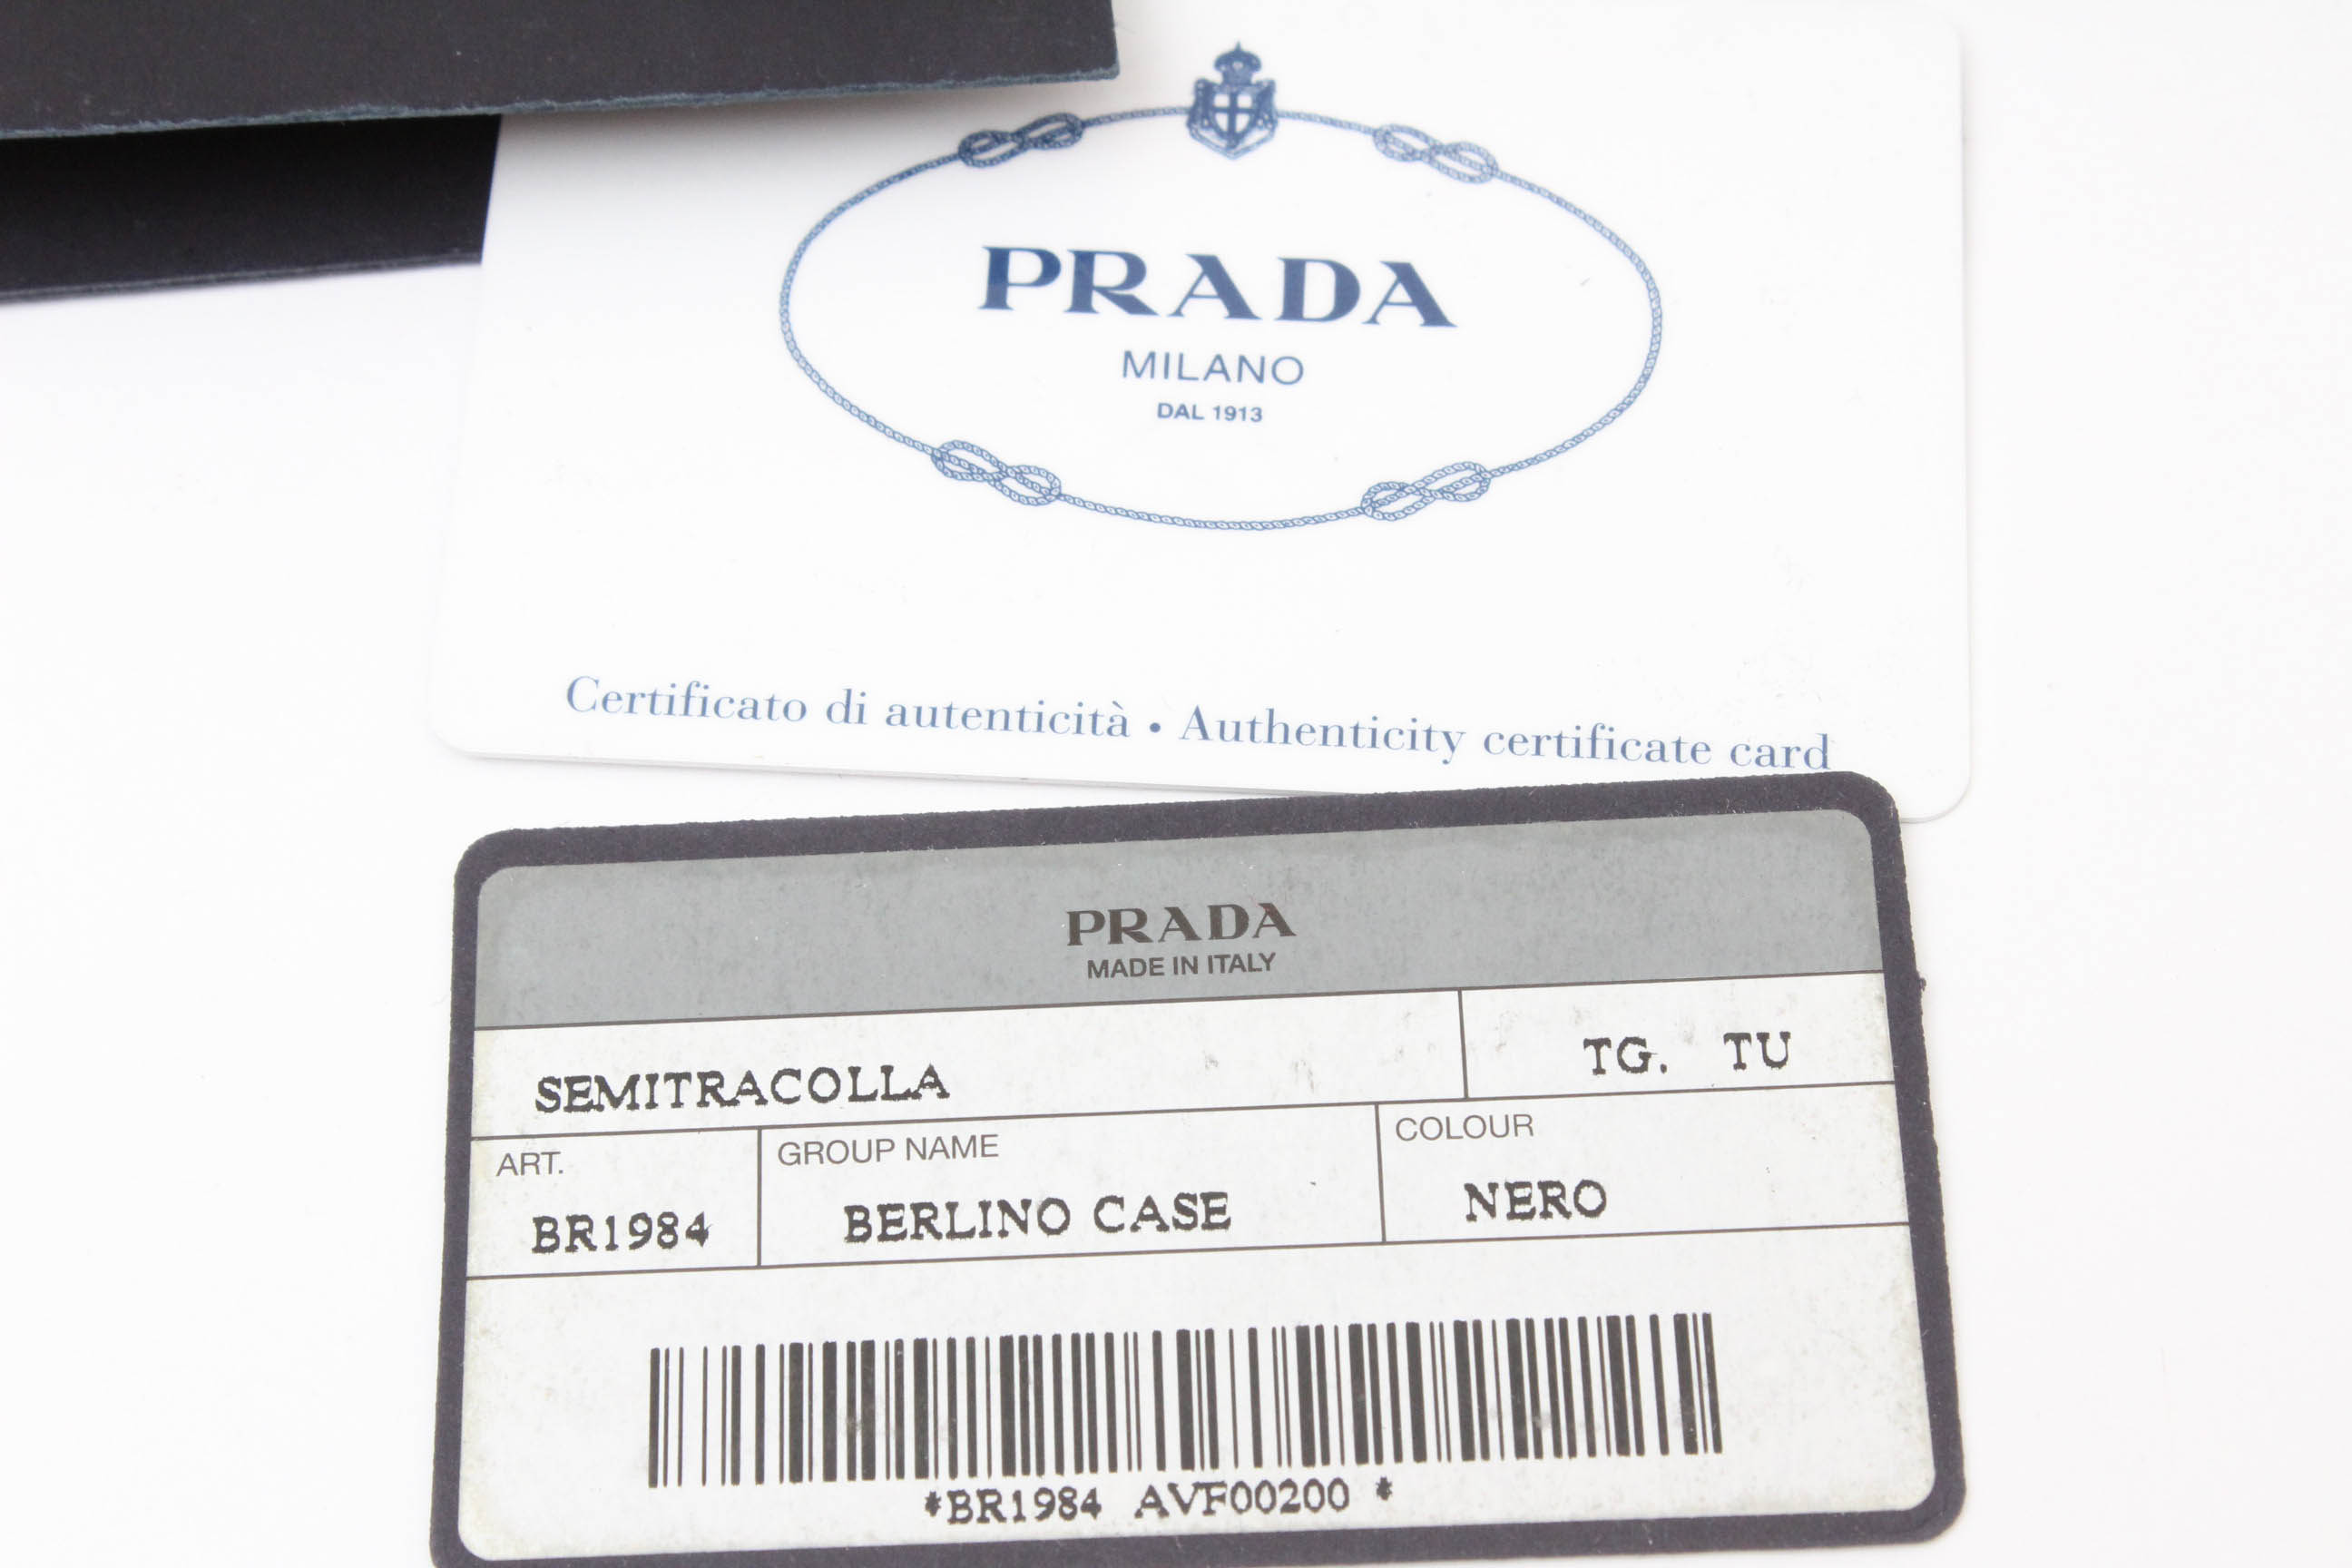 PRADA
MILANO
DAL 1913
Certificato di autenticità • Authenticity certificate card
PRADA
MADE IN ITALY
SEMITRACOLLA TG. TU
ART. GROUP NAME COLOUR
BR1984 BERLINO CASE NERO
*BR1984 AVF00200 *